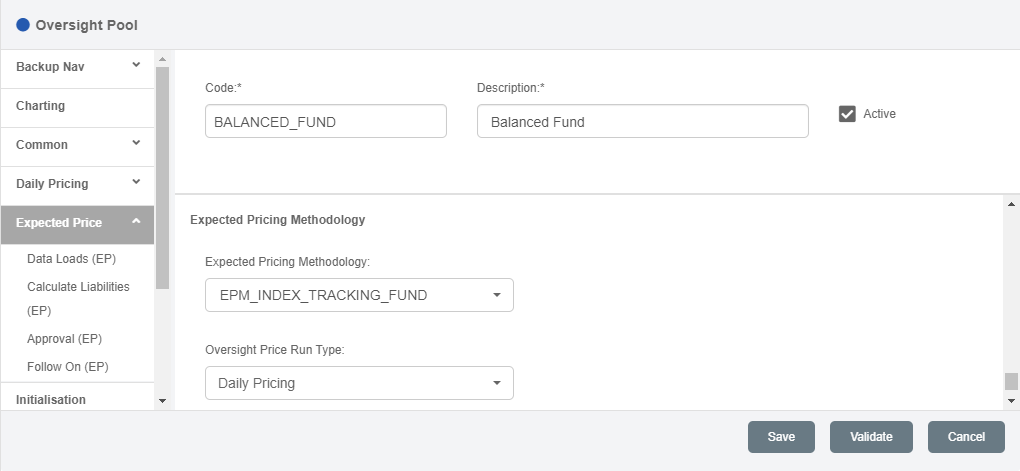 Oversight Pool
Backup Nav
Charting
Common
Daily Pricing
Expected Price
Data Loads (EP)
Calculate Liabilities
(EP)
Approval (EP)
Follow On (EP)
Initialisation
Code:*
Description:*
BALANCED_FUND
Balanced Fund
Active
Expected Pricing Methodology
Expected Pricing Methodology:
EPM_INDEX_TRACKING_FUND
Oversight Price Run Type:
Daily Pricing
Save
Validate
Cancel